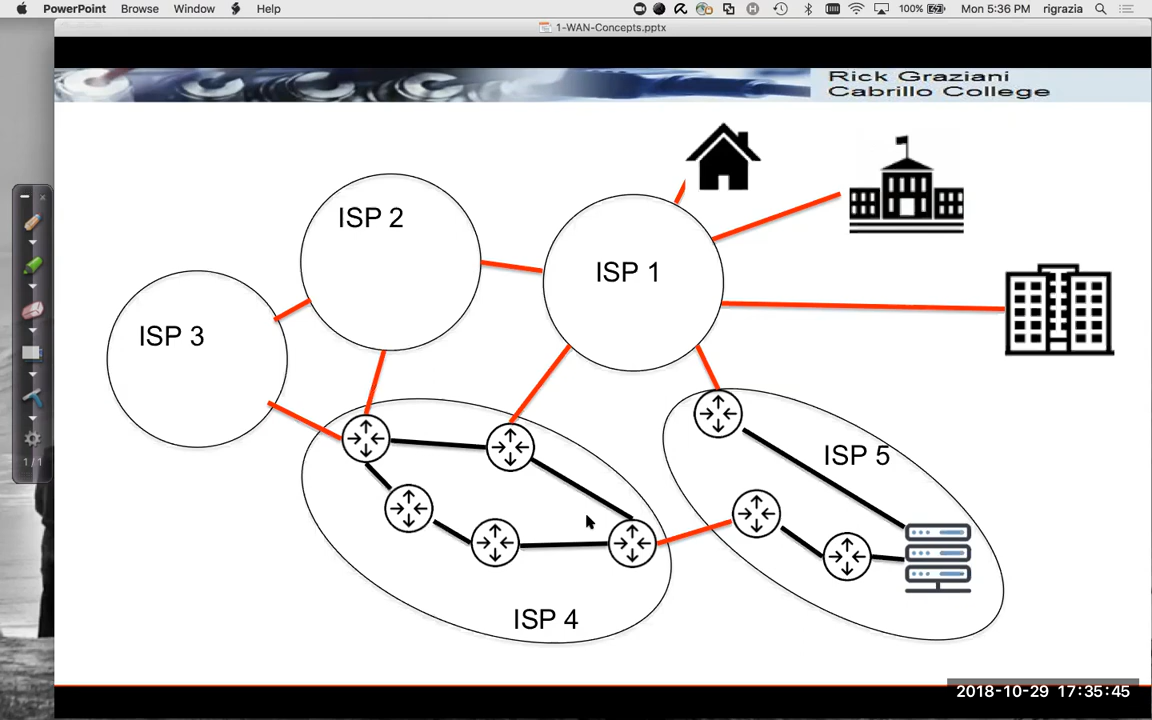 PowerPoint Browse Window Help
100% Mon 5:36 PM rigrazia
1-WAN-Concepts.pptx
Rick Graziani
Cabrillo College
ISP 2
ISP 1
ISP 3
ISP 5
1/1
ISP 4
2018-10-29 17:35:45